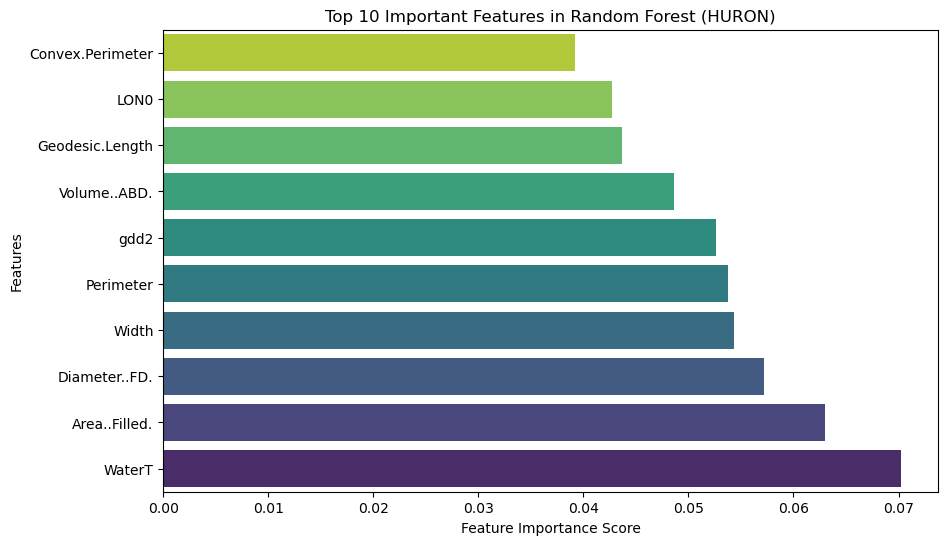 Top 10 Important Features in Random Forest (HURON)
Features
Convex.Perimeter
LON0
Geodesic.Length
Volume..ABD.
gdd2
Perimeter
Width
Diameter..FD.
Area..Filled.
WaterT
0.00 0.01 0.02 0.03 0.04 0.05 0.06 0.07
Feature Importance Score